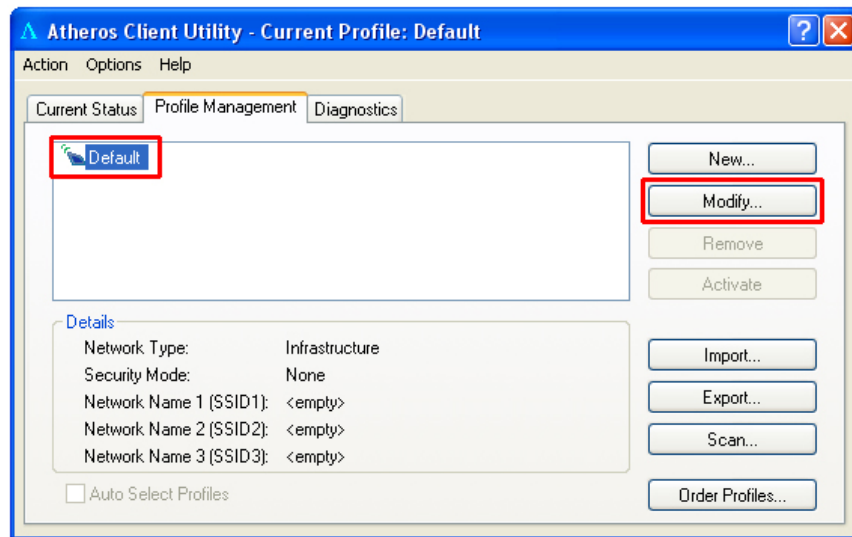 Atheros Client Utility - Current Profile: Default
Action Options Help
Current Status Profile Management Diagnostics
Default
New...
Modify...
Remove
Activate
Details
Network Type: Infrastructure
Security Mode: None
Network Name 1 (SSID1): <empty>
Network Name 2 (SSID2): <empty>
Network Name 3 (SSID3): <empty>
Import...
Export...
Scan...
Auto Select Profiles
Order Profiles...